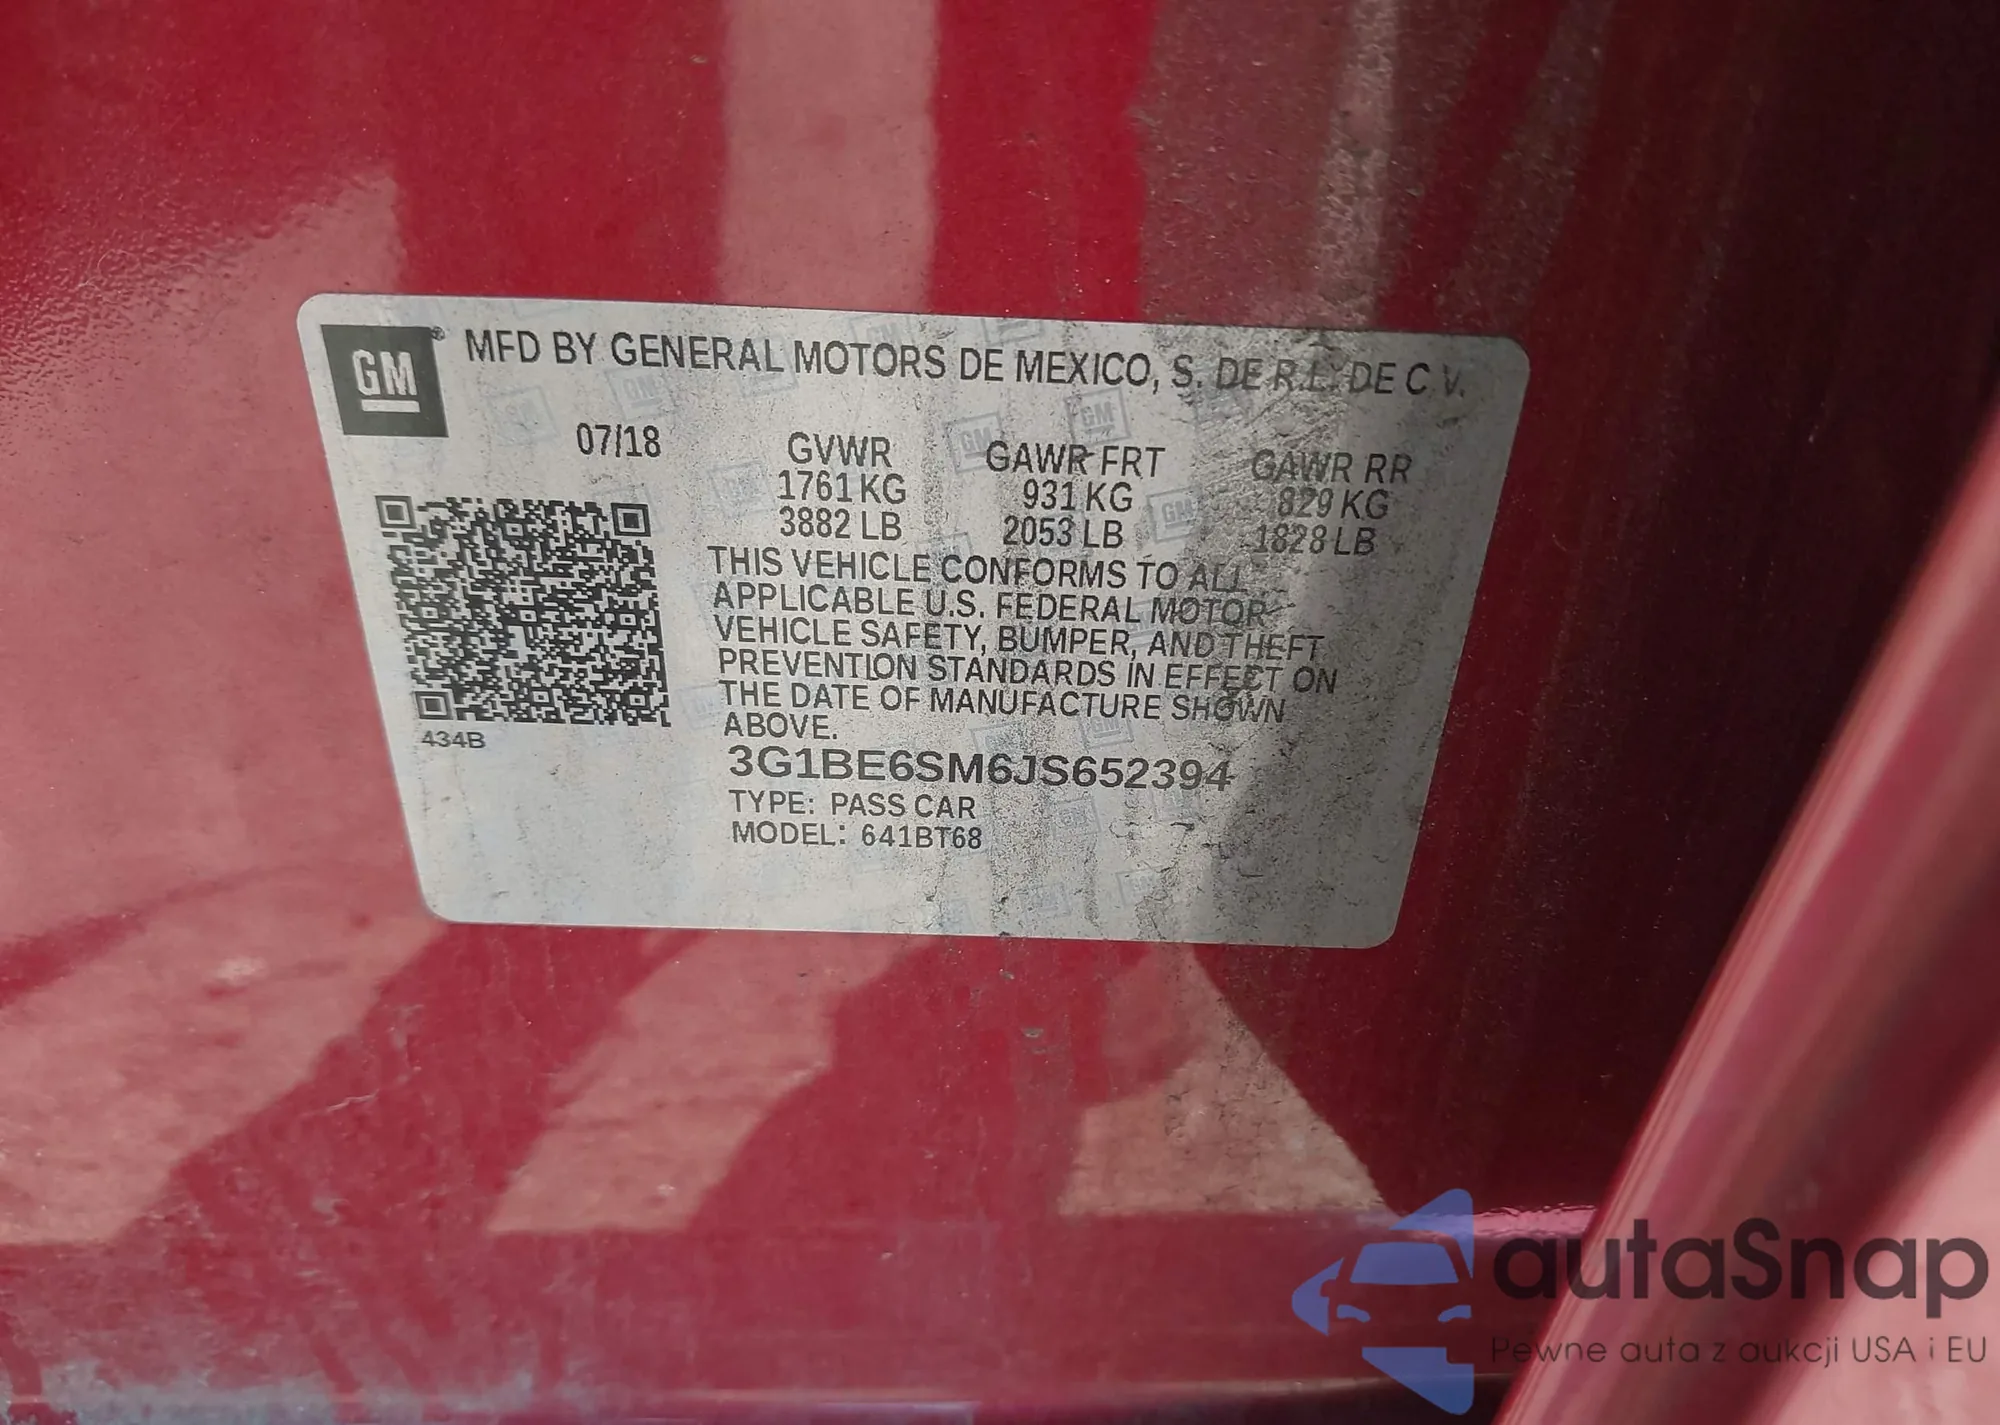 GM® MFD BY GENERAL MOTORS DE MEXICO, S. DE R.L. DE C.V.
07/18
GVWR GAWR FRT GAWR RR
1761 KG 931 KG 829 KG
3882 LB 2053 LB 1828 LB
THIS VEHICLE CONFORMS TO ALL
APPLICABLE U.S. FEDERAL MOTOR
VEHICLE SAFETY, BUMPER, AND THEFT
PREVENTION STANDARDS IN EFFECT ON
THE DATE OF MANUFACTURE SHOWN
ABOVE.
434B
3G1BE6SM6JS652394
TYPE: PASS CAR
MODEL: 641BT68
autaSnap
Pewne auta z aukcji USA i EU